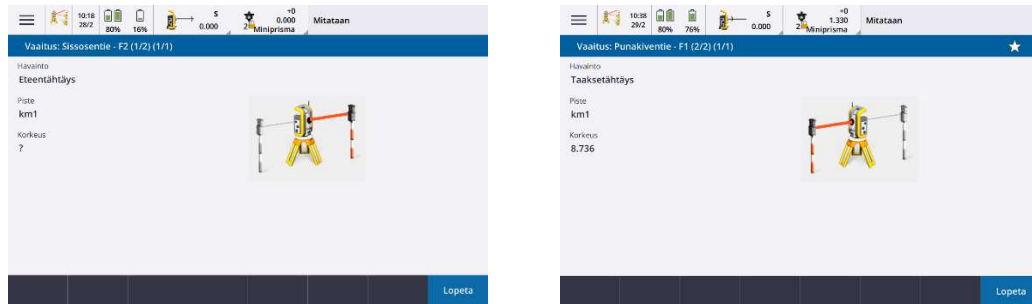 10:18
28/2
80%
16%
S
0.000
2
+0
0.000
Miniprisma
Mitataan
Vaaitus: Sissosentie - F2 (1/2) (1/1)
Havainto
Eteentähtäys
Piste
km1
Korkeus
?
Lopeta
10:38
29/2
80%
76%
S
0.000
2
+0
1.330
Miniprisma
Mitataan
Vaaitus: Punakiventie - F1 (2/2) (1/1)
Havainto
Taaksetähtäys
Piste
km1
Korkeus
8.736
Lopeta